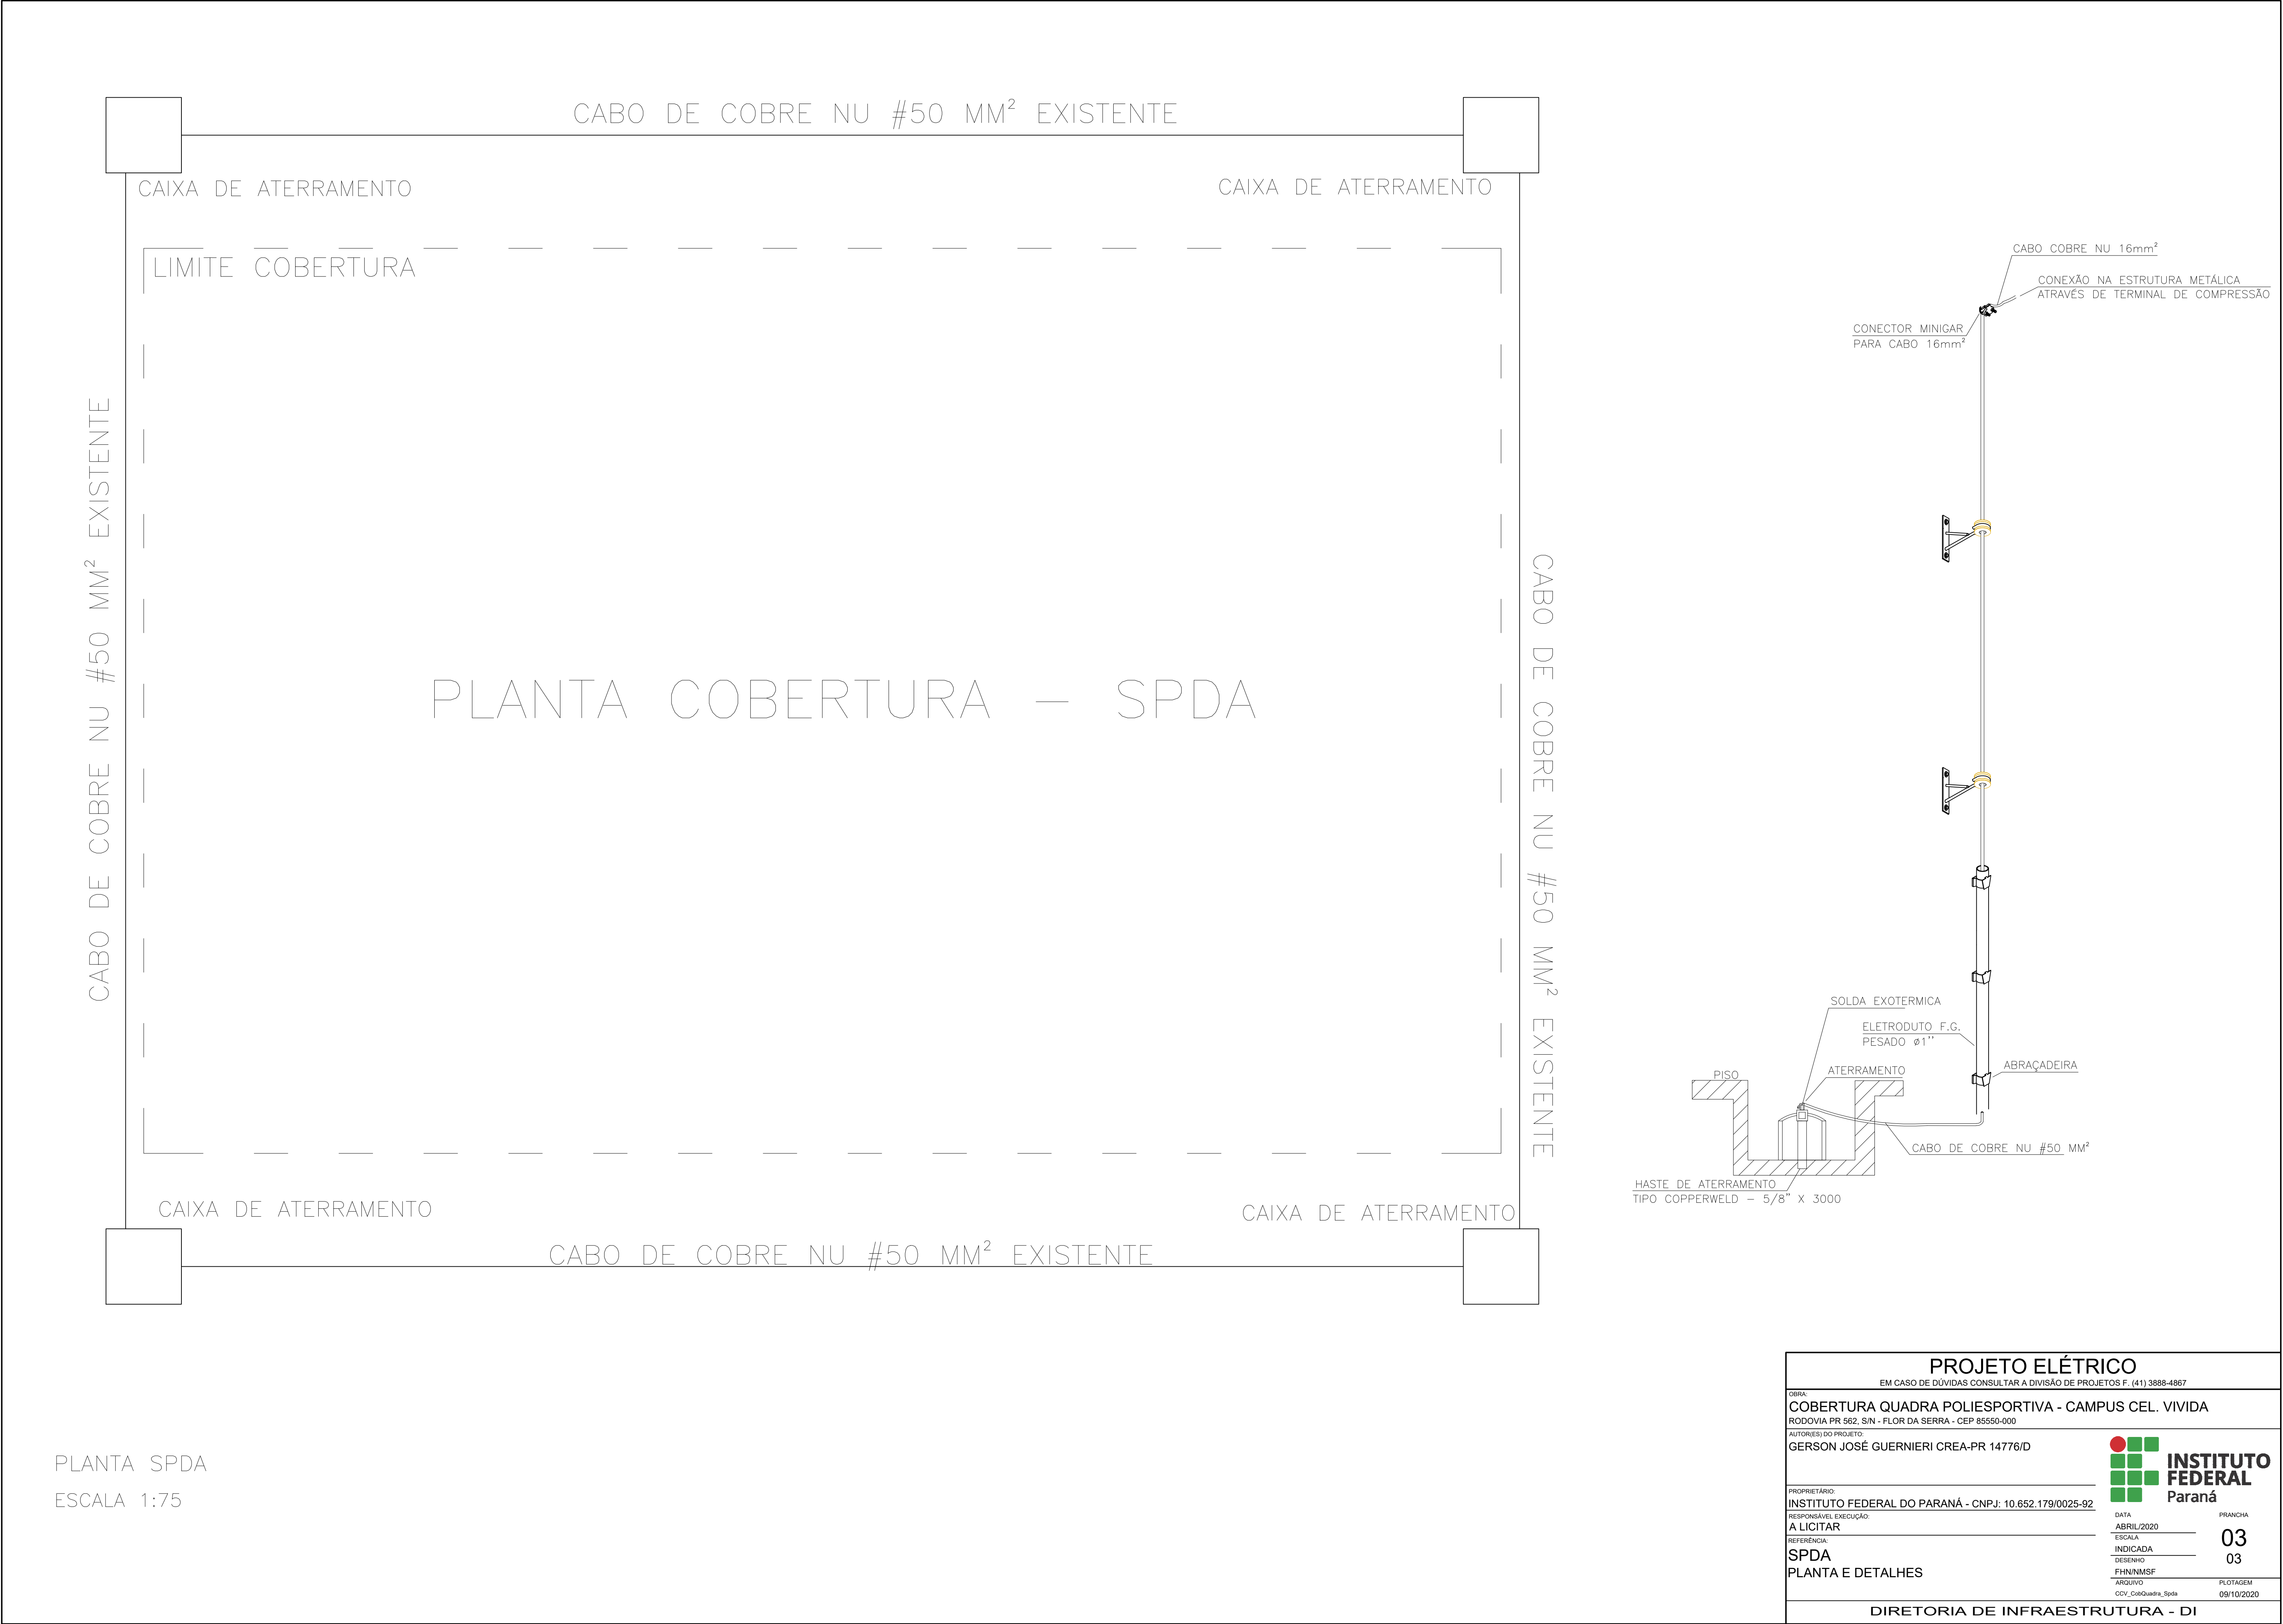 CABO DE COBRE NU #50 MM² EXISTENTE
CAIXA DE ATERRAMENTO
CAIXA DE ATERRAMENTO
LIMITE COBERTURA
CABO DE COBRE NU #50 MM² EXISTENTE
PLANTA COBERTURA - SPDA
CABO DE COBRE NU #50 MM² EXISTENTE
CAIXA DE ATERRAMENTO
CAIXA DE ATERRAMENTO
CABO DE COBRE NU #50 MM² EXISTENTE
PLANTA SPDA
ESCALA 1:75
CABO COBRE NU 16mm²
CONEXÃO NA ESTRUTURA METÁLICA
ATRAVÉS DE TERMINAL DE COMPRESSÃO
CONECTOR MINIGAR
PARA CABO 16mm²
SOLDA EXOTERMICA
ELETRODUTO F.G.
PESADO ø1''
ABRAÇADEIRA
ATERRAMENTO
PISO
CABO DE COBRE NU #50 MM²
HASTE DE ATERRAMENTO
TIPO COPPERWELD - 5/8" X 3000
PROJETO ELÉTRICO
EM CASO DE DÚVIDAS CONSULTAR A DIVISÃO DE PROJETOS F. (41) 3888-4867
OBRA:
COBERTURA QUADRA POLIESPORTIVA - CAMPUS CEL. VIVIDA
RODOVIA PR 562, S/N - FLOR DA SERRA - CEP 85550-000
AUTOR(ES) DO PROJETO:
GERSON JOSÉ GUERNIERI CREA-PR 14776/D
INSTITUTO
FEDERAL
Paraná
PROPRIETÁRIO:
INSTITUTO FEDERAL DO PARANÁ - CNPJ: 10.652.179/0025-92
RESPONSÁVEL EXECUÇÃO:
A LICITAR
REFERÊNCIA:
SPDA
PLANTA E DETALHES
DATA
ABRIL/2020
ESCALA
INDICADA
DESENHO
FHN/NMSF
ARQUIVO
CCV_CobQuadra_Spda
PRANCHA
03
03
PLOTAGEM
09/10/2020
DIRETORIA DE INFRAESTRUTURA - DI